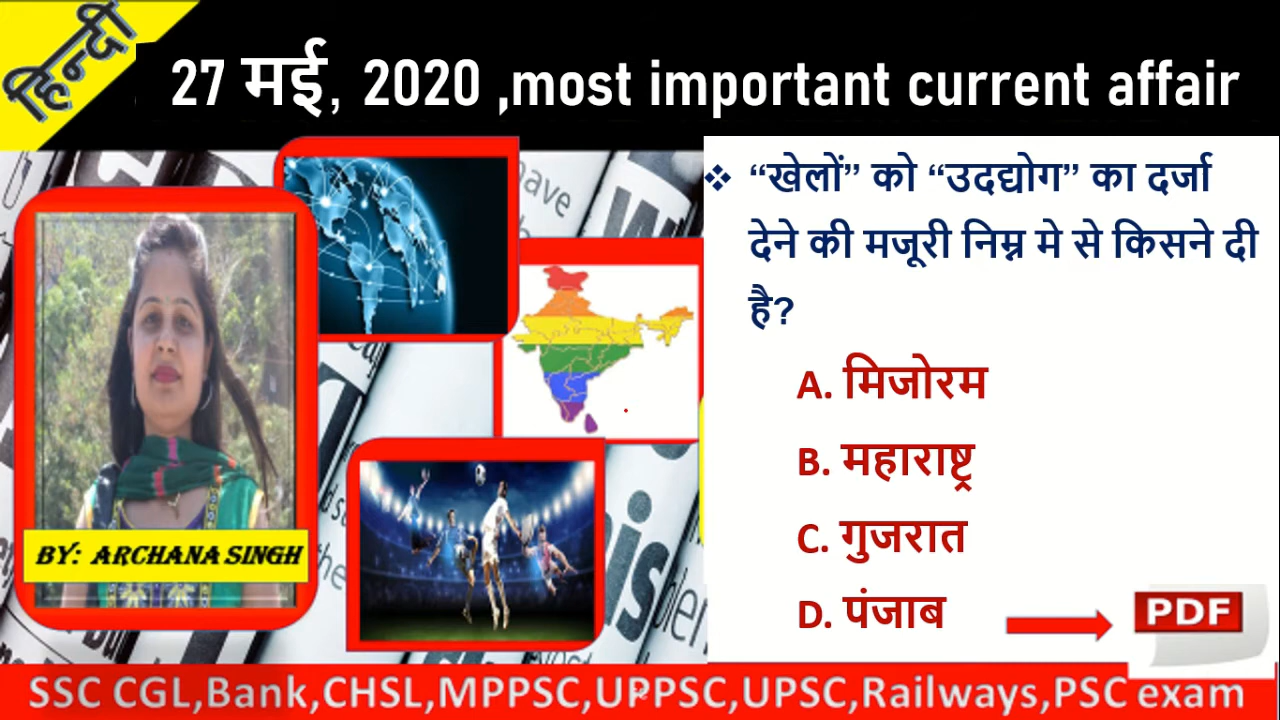 हिन्दी
27 मई, 2020 ,most important current affair
“खेलों” को “उदद्योग” का दर्जा
देने की मजूरी निम्न मे से किसने दी
है?
A. मिजोरम
B. महाराष्ट्र
C. गुजरात
D. पंजाब
BY: ARCHANA SINGH
PDF
SSC CGL,Bank,CHSL,MPPSC,UPPSC,UPSC,Railways,PSC exam